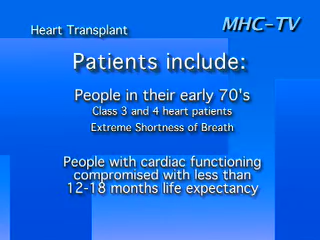 Heart Transplant
MHC-TV
Patients include:
People in their early 70's
Class 3 and 4 heart patients
Extreme Shortness of Breath
People with cardiac functioning
compromised with less than
12-18 months life expectancy